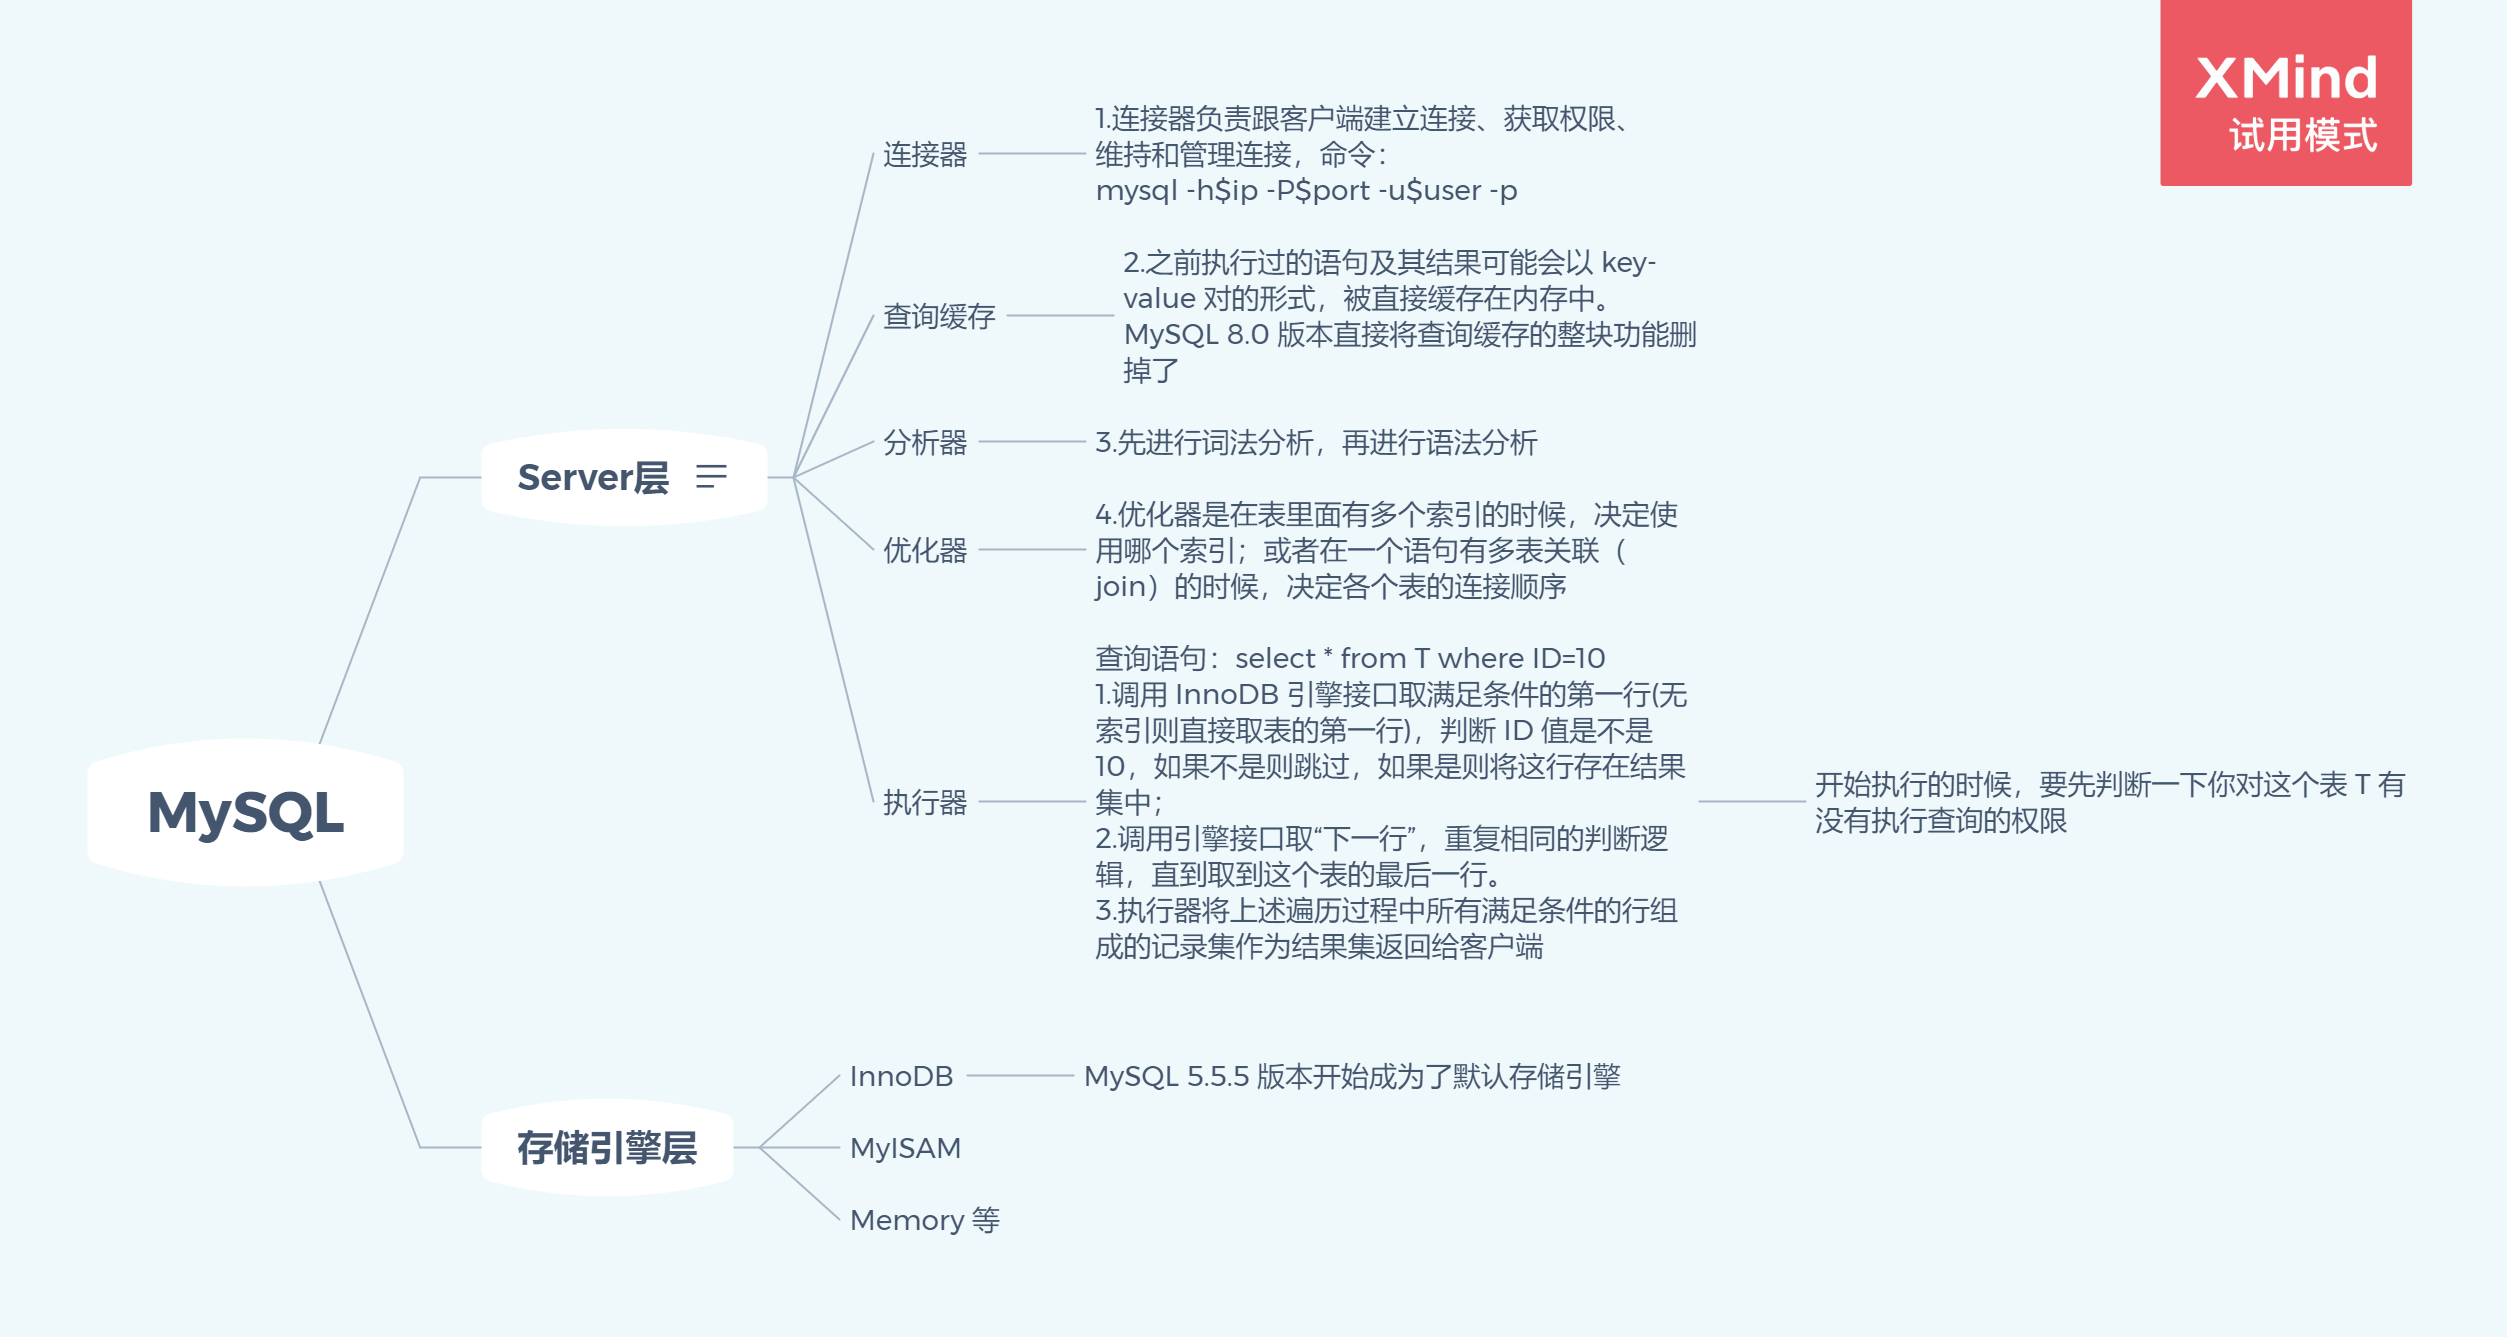 XMind
试用模式
MySQL
Server层
连接器
1.连接器负责跟客户端建立连接、获取权限、
维持和管理连接，命令：
mysql -h$ip -P$port -u$user -p
查询缓存
2.之前执行过的语句及其结果可能会以 key-
value 对的形式，被直接缓存在内存中。
MySQL 8.0 版本直接将查询缓存的整块功能删
掉了
分析器
3.先进行词法分析，再进行语法分析
优化器
4.优化器是在表里面有多个索引的时候，决定使
用哪个索引；或者在一个语句有多表关联（
join）的时候，决定各个表的连接顺序
执行器
查询语句：select * from T where ID=10
1.调用 InnoDB 引擎接口取满足条件的第一行(无
索引则直接取表的第一行)，判断 ID 值是不是
10，如果不是则跳过，如果是则将这行存在结果
集中；
2.调用引擎接口取“下一行”，重复相同的判断逻
辑，直到取到这个表的最后一行。
3.执行器将上述遍历过程中所有满足条件的行组
成的记录集作为结果集返回给客户端
开始执行的时候，要先判断一下你对这个表 T 有
没有执行查询的权限
存储引擎层
InnoDB
MySQL 5.5.5 版本开始成为了默认存储引擎
MyISAM
Memory 等